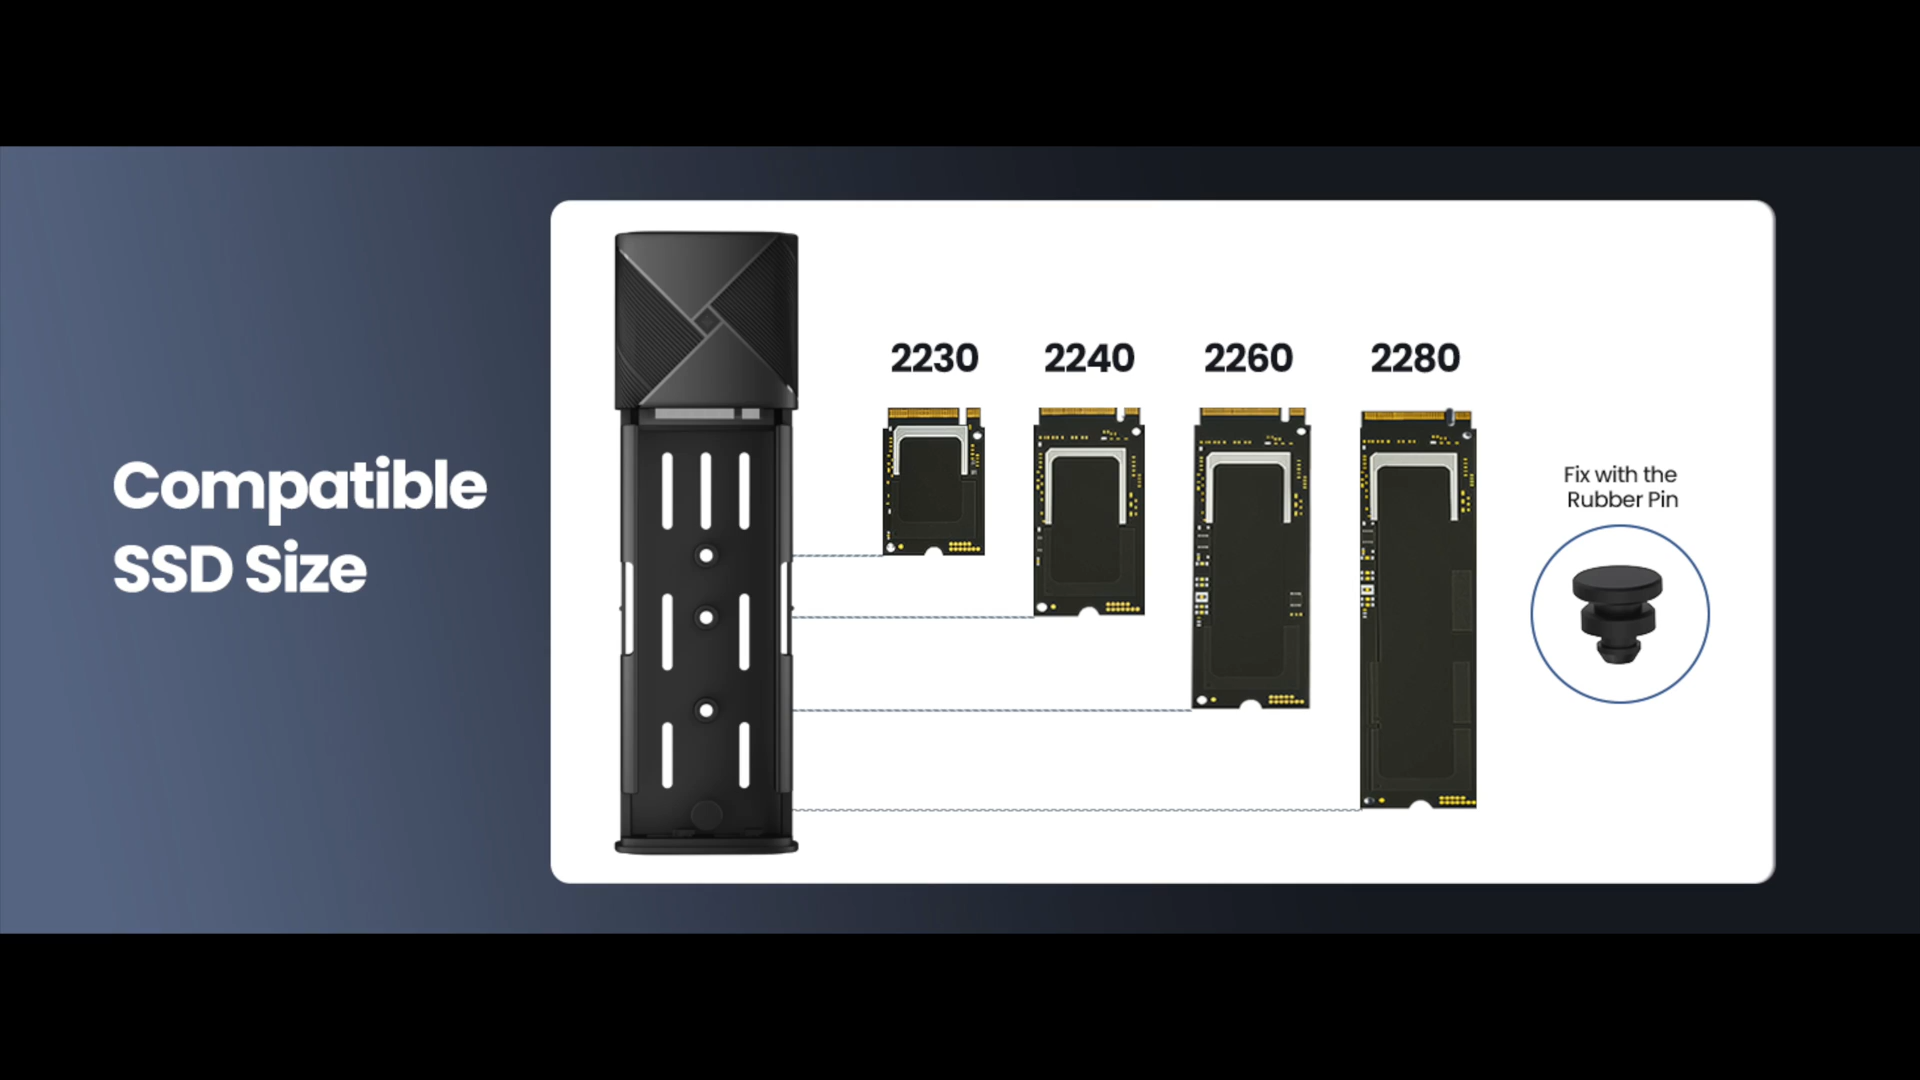 Compatible
SSD Size
2230 2240 2260 2280
Fix with the
Rubber Pin